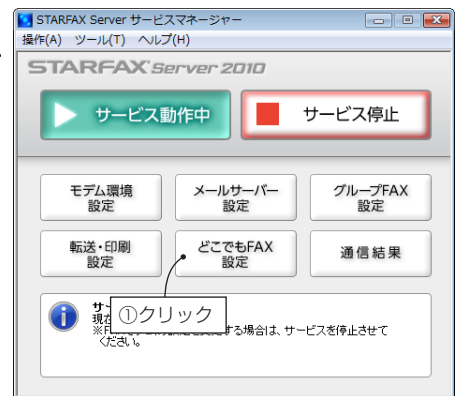 STARFAX Server サービスマネージャー
操作(A) ツール(T) ヘルプ(H)
STARFAX Server 2010
サービス動作中
サービス停止
モデム環境
設定
メールサーバー
設定
グループFAX
設定
転送・印刷
設定
どこでもFAX
設定
通信結果
①クリック
サー
現在
する場合は、サービスを停止させて
ください。